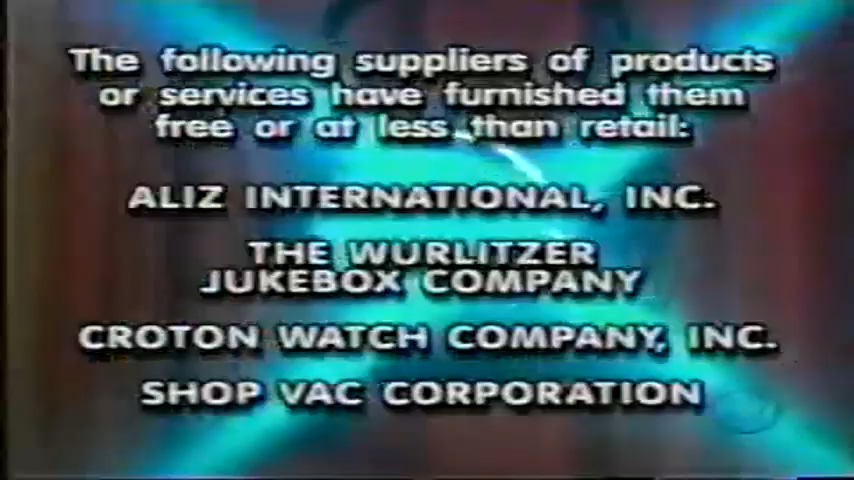 The following suppliers of products
or services have furnished them
free or at less than retail:
ALIZ INTERNATIONAL, INC.
THE WURLITZER
JUKEBOX COMPANY
CROTON WATCH COMPANY, INC.
SHOP VAC CORPORATION